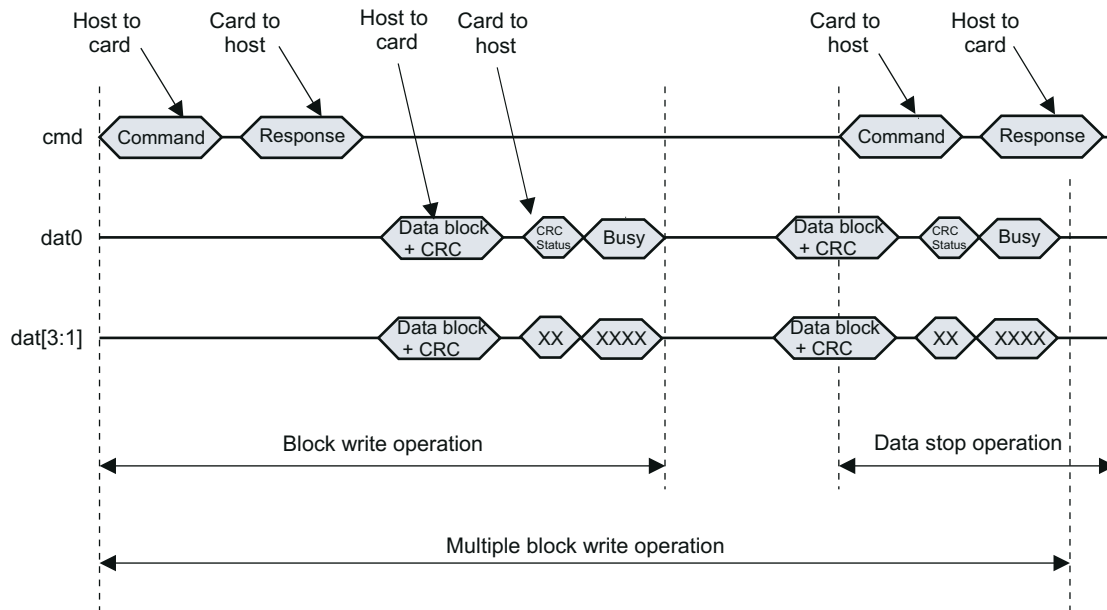 Host to
card
Card to
host
Host to
card
Card to
host
Card to
host
Host to
card
cmd
Command
Response
Command
Response
dat0
Data block
+ CRC
CRC
Status
Busy
Data block
+ CRC
CRC
Status
Busy
dat[3:1]
Data block
+ CRC
XX
XXXX
Data block
+ CRC
XX
XXXX
Block write operation
Data stop operation
Multiple block write operation